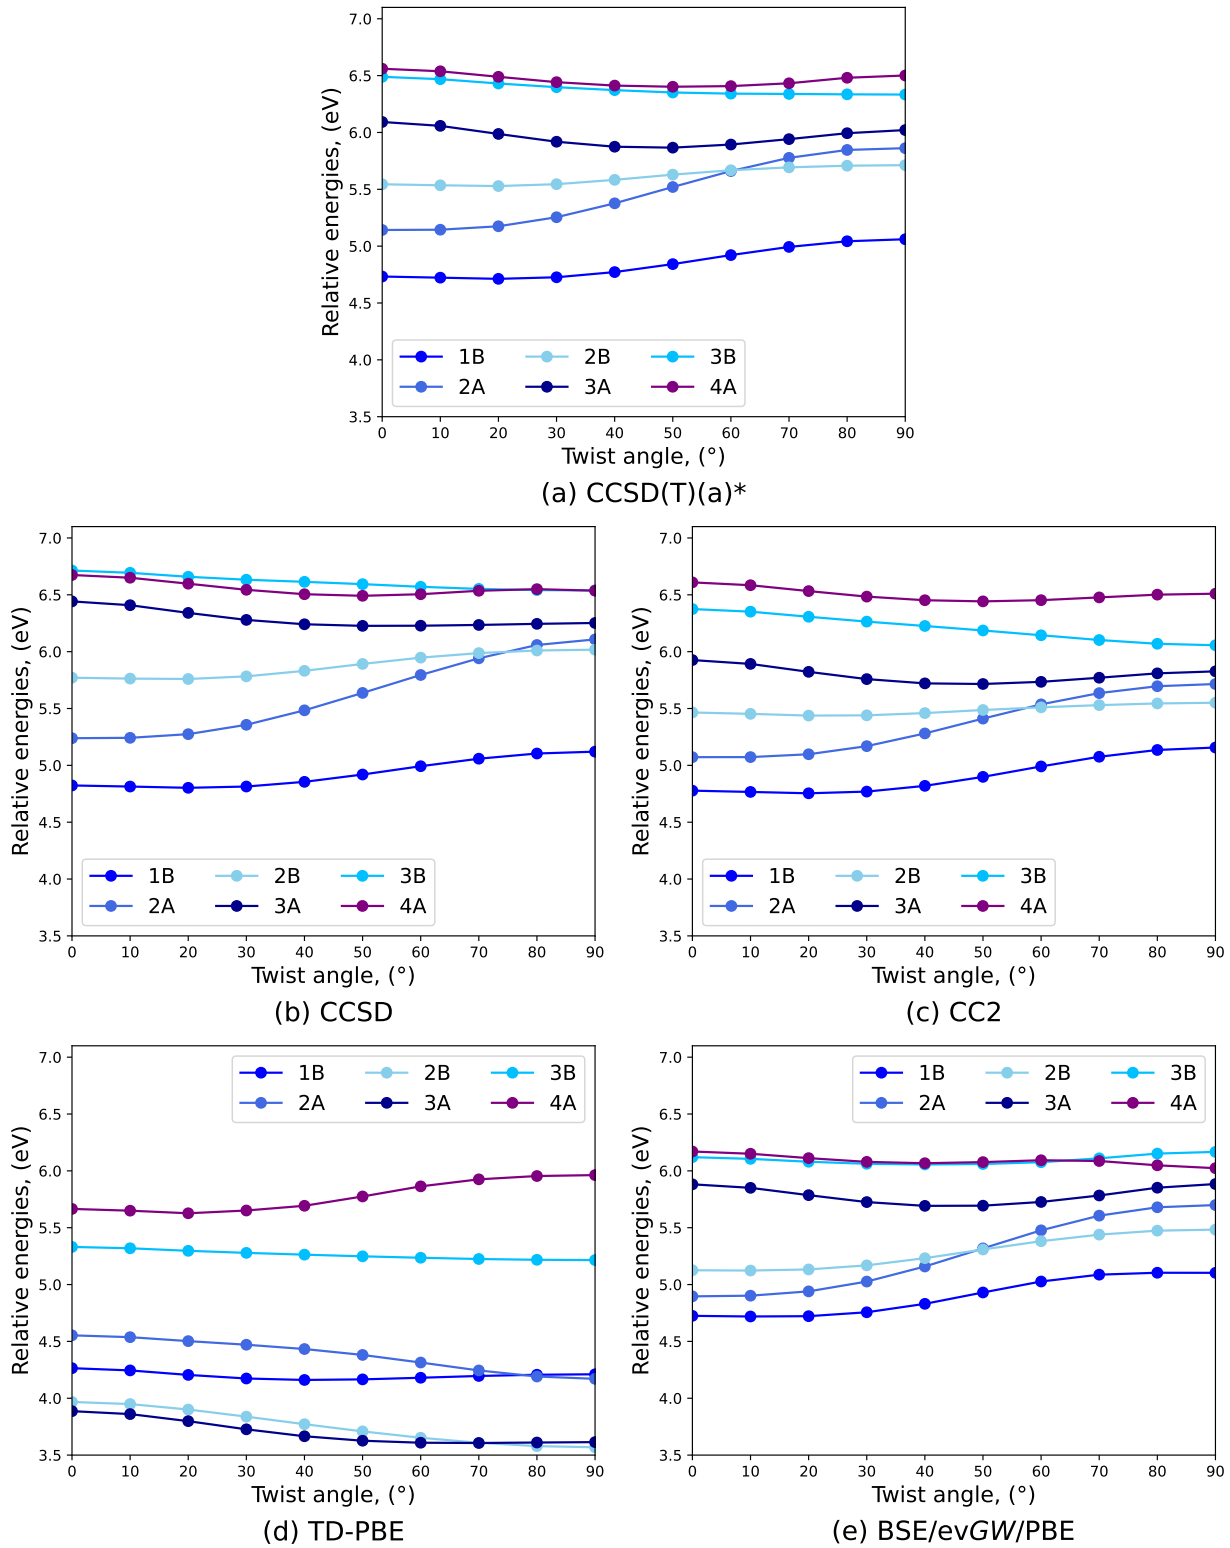 7.0
6.5
6.0
5.5
5.0
4.5
4.0
3.5
Relative energies, (eV)
1B 2B 3B
2A 3A 4A
0 10 20 30 40 50 60 70 80 90
Twist angle, (°)
(a) CCSD(T)(a)*
7.0
6.5
6.0
5.5
5.0
4.5
4.0
3.5
Relative energies, (eV)
1B 2B 3B
2A 3A 4A
0 10 20 30 40 50 60 70 80 90
Twist angle, (°)
(b) CCSD
7.0
6.5
6.0
5.5
5.0
4.5
4.0
3.5
Relative energies, (eV)
1B 2B 3B
2A 3A 4A
0 10 20 30 40 50 60 70 80 90
Twist angle, (°)
(c) CC2
7.0
6.5
6.0
5.5
5.0
4.5
4.0
3.5
Relative energies, (eV)
1B 2B 3B
2A 3A 4A
0 10 20 30 40 50 60 70 80 90
Twist angle, (°)
(d) TD-PBE
7.0
6.5
6.0
5.5
5.0
4.5
4.0
3.5
Relative energies, (eV)
1B 2B 3B
2A 3A 4A
0 10 20 30 40 50 60 70 80 90
Twist angle, (°)
(e) BSE/evGW/PBE